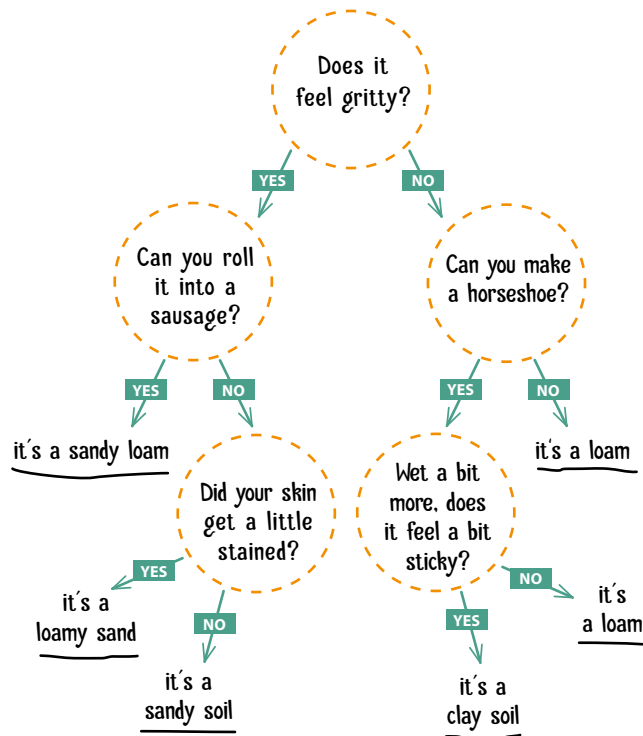 Does it
feel gritty?
YES
NO
Can you roll
it into a
sausage?
Can you make
a horseshoe?
YES
NO
YES
NO
it's a sandy loam
it's a loam
Did your skin
get a little
stained?
Wet a bit
more, does
it feel a bit
sticky?
YES
NO
it's a
loamy sand
NO
YES
it's
a loam
it's a
sandy soil
it's a
clay soil